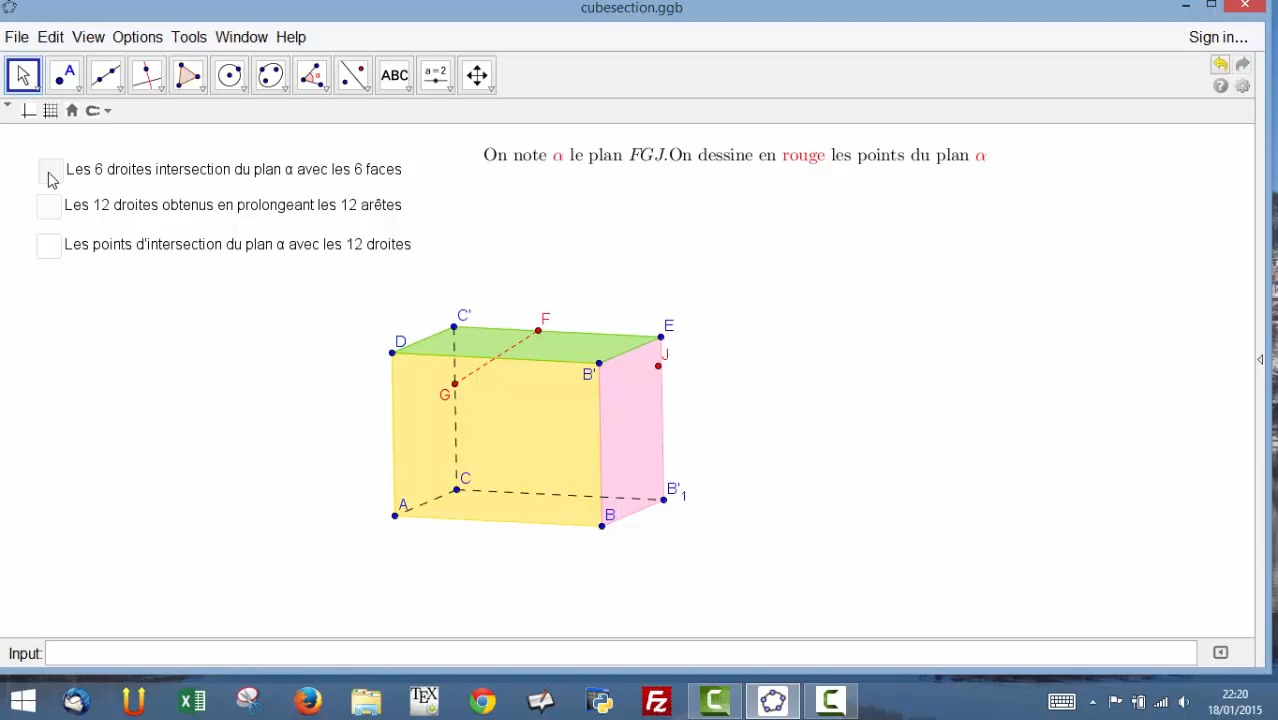 cubesection.ggb
File Edit View Options Tools Window Help Sign in...
A ABC a=2
Les 6 droites intersection du plan α avec les 6 faces
On note α le plan FGJ.On dessine en rouge les points du plan α
Les 12 droites obtenus en prolongeant les 12 arêtes
Les points d'intersection du plan α avec les 12 droites
C'
F
E
D
J
B'
G
C
B'1
A
B
Input:
U
TEX
FZ
C
C
22:20
18/01/2015